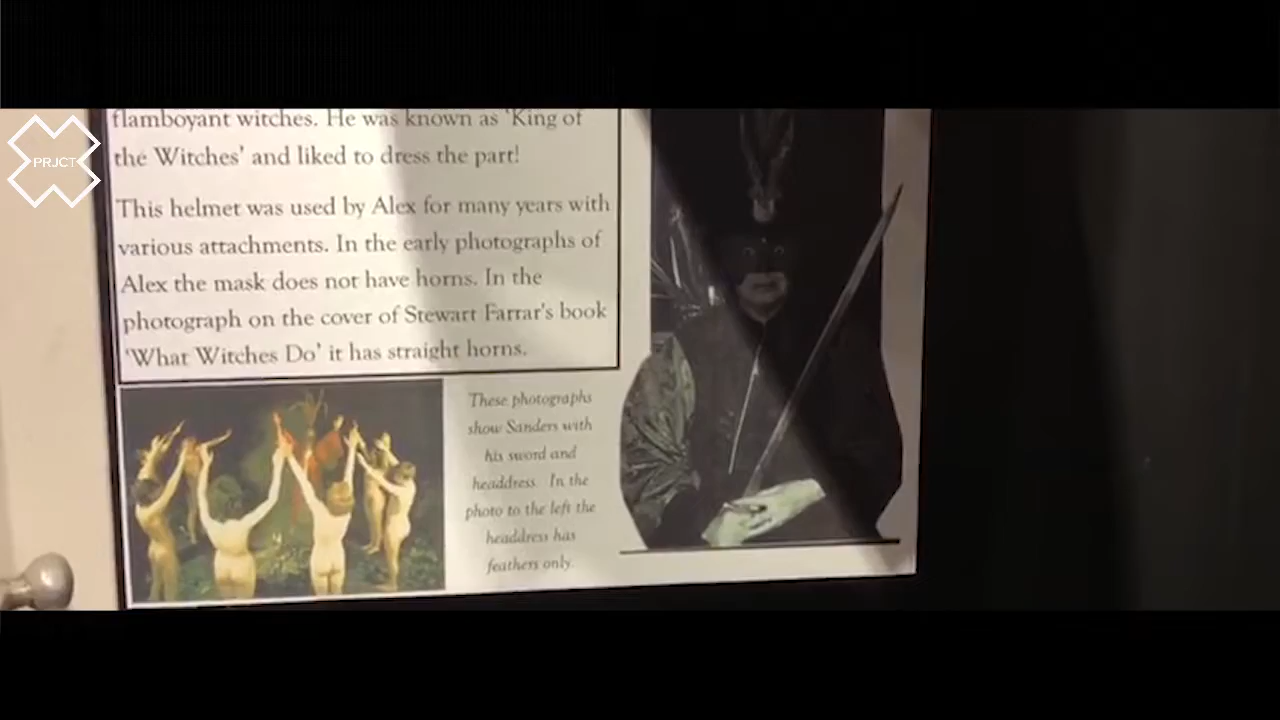 PRJCT
flamboyant witches. He was known as 'King of
the Witches' and liked to dress the part!
This helmet was used by Alex for many years with
various attachments. In the early photographs of
Alex the mask does not have horns. In the
photograph on the cover of Stewart Farrar's book
'What Witches Do' it has straight horns.
These photographs
show Sanders with
his sword and
headdress. In the
photo to the left the
headdress has
feathers only.